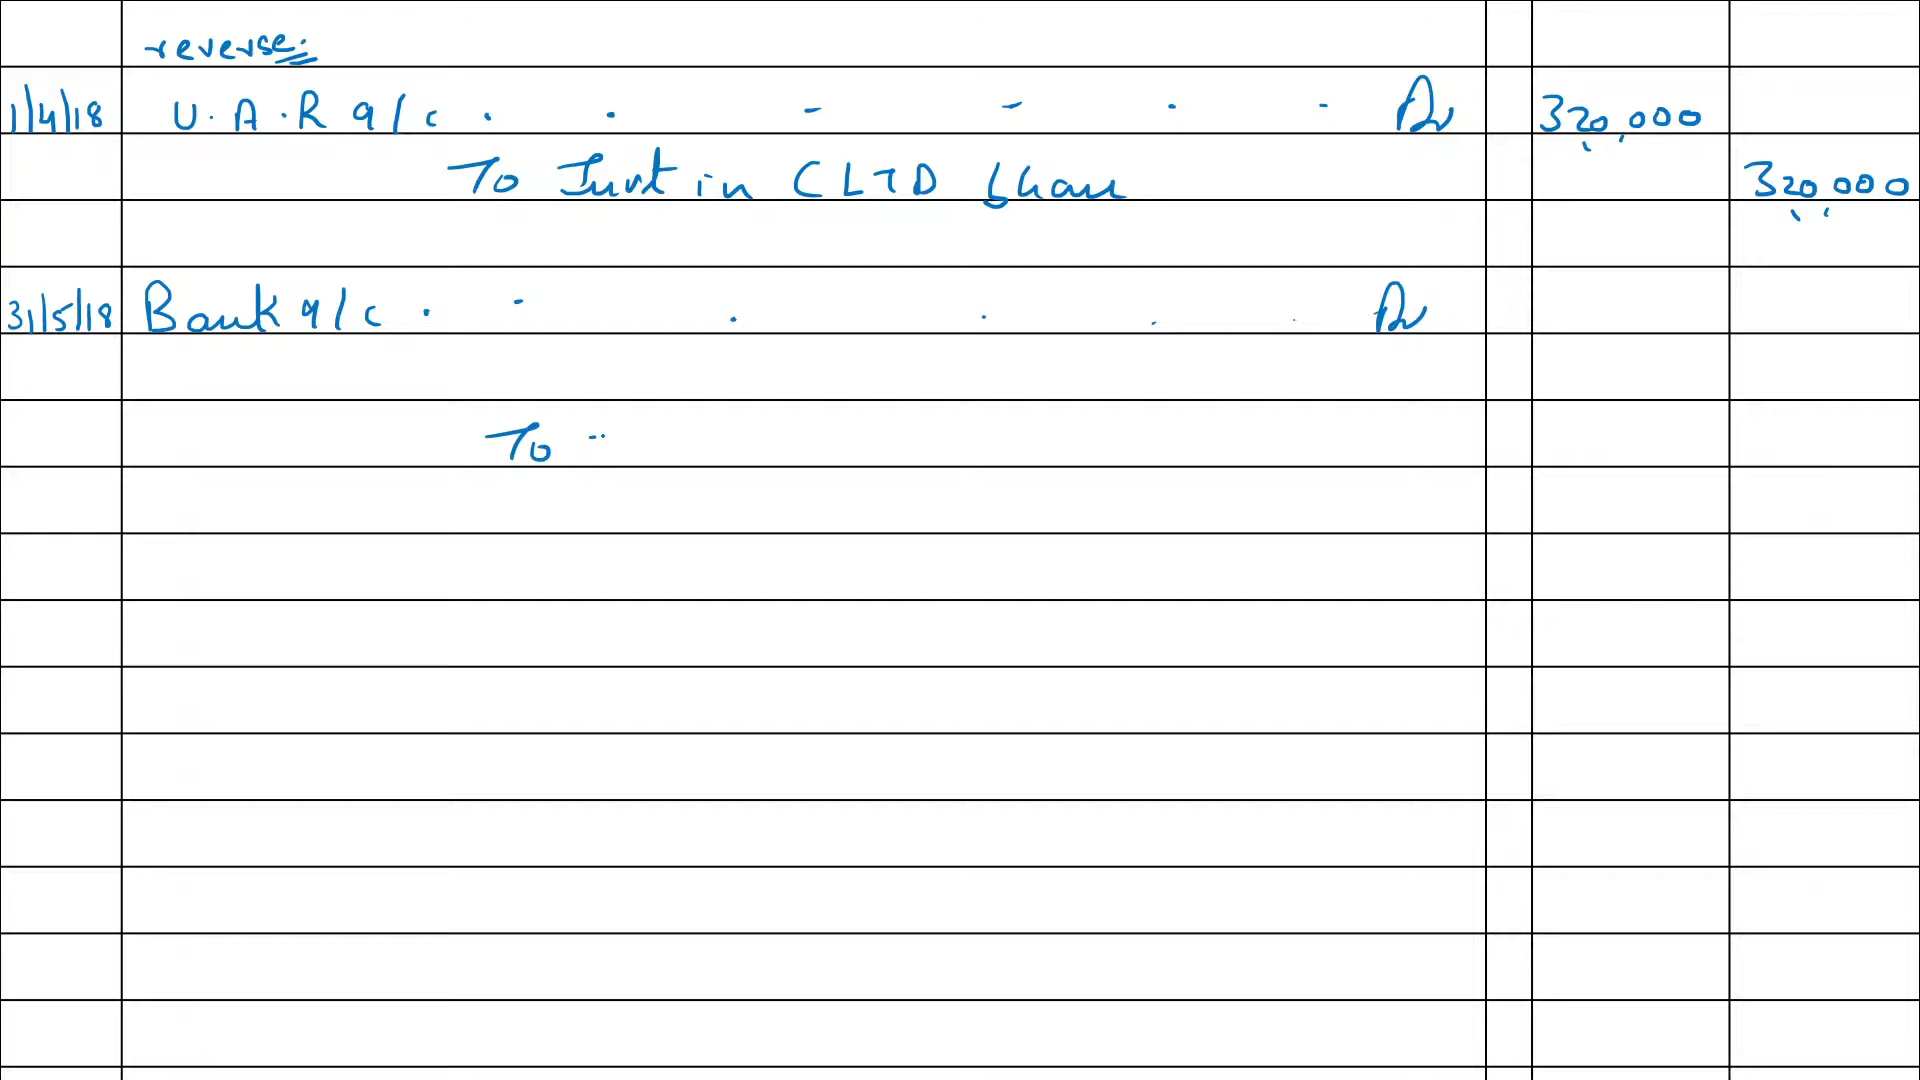 reverse:
1/4/18 U.A.R a/c . . - - . . Dr 320,000
To Invt in C LTD share 320,000
31/5/18 Bank a/c . - . . . . Dr
To --